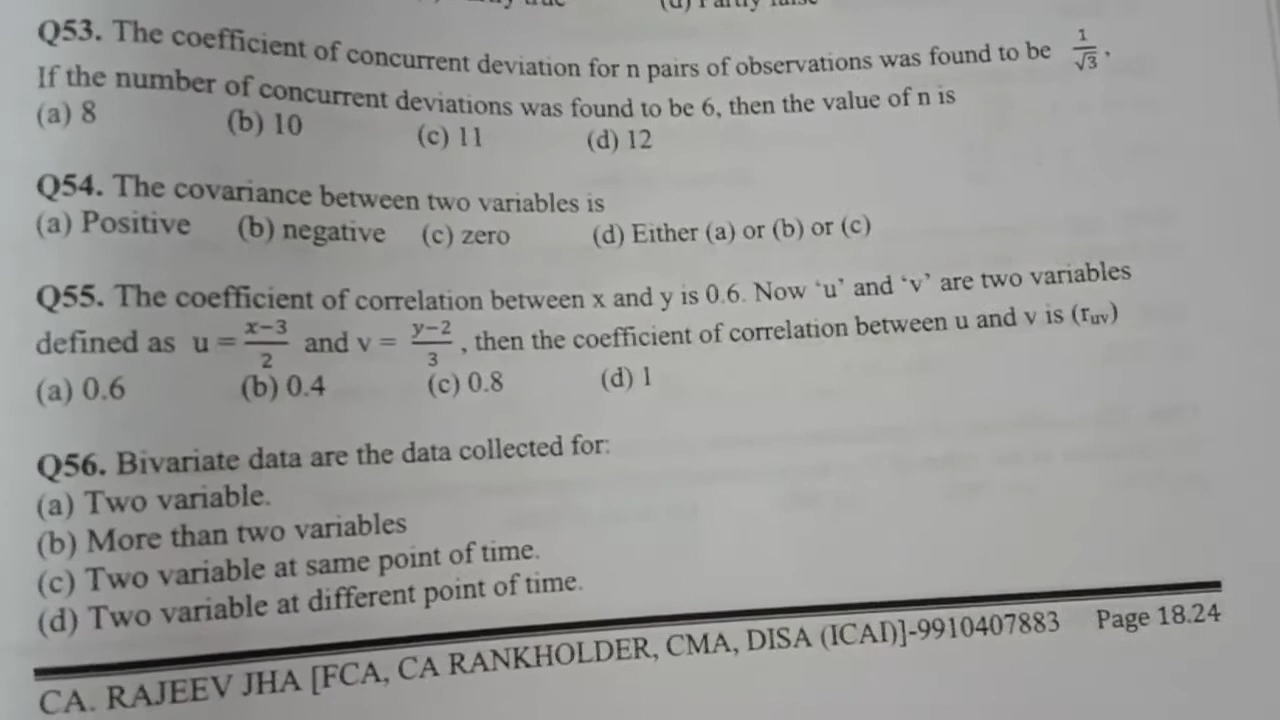 Q53. The coefficient of concurrent deviation for n pairs of observations was found to be 1/√3.
If the number of concurrent deviations was found to be 6, then the value of n is
(a) 8 (b) 10 (c) 11 (d) 12
Q54. The covariance between two variables is
(a) Positive (b) negative (c) zero (d) Either (a) or (b) or (c)
Q55. The coefficient of correlation between x and y is 0.6. Now ‘u’ and ‘v’ are two variables
defined as u = x−3/2 and v = y−2/3, then the coefficient of correlation between u and v is (ruv)
(a) 0.6 (b) 0.4 (c) 0.8 (d) 1
Q56. Bivariate data are the data collected for:
(a) Two variable.
(b) More than two variables
(c) Two variable at same point of time.
(d) Two variable at different point of time.
CA. RAJEEV JHA [FCA, CA RANKHOLDER, CMA, DISA (ICAI)]-9910407883 Page 18.24